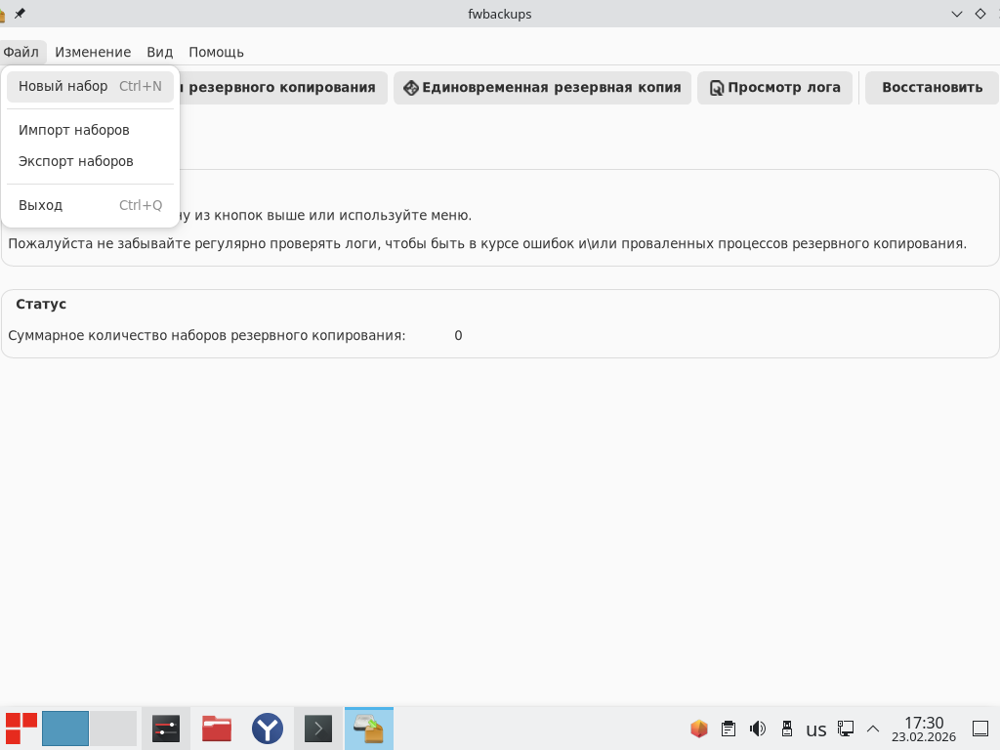 fwbackups
Файл Изменение Вид Помощь
Новый набор Ctrl+N
резервного копирования Единовременная резервная копия Просмотр лога Восстановить
Импорт наборов
Экспорт наборов
Выход Ctrl+Q
из кнопок выше или используйте меню.
Пожалуйста не забывайте регулярно проверять логи, чтобы быть в курсе ошибок и\или проваленных процессов резервного копирования.
Статус
Суммарное количество наборов резервного копирования: 0
us
17:30
23.02.2026